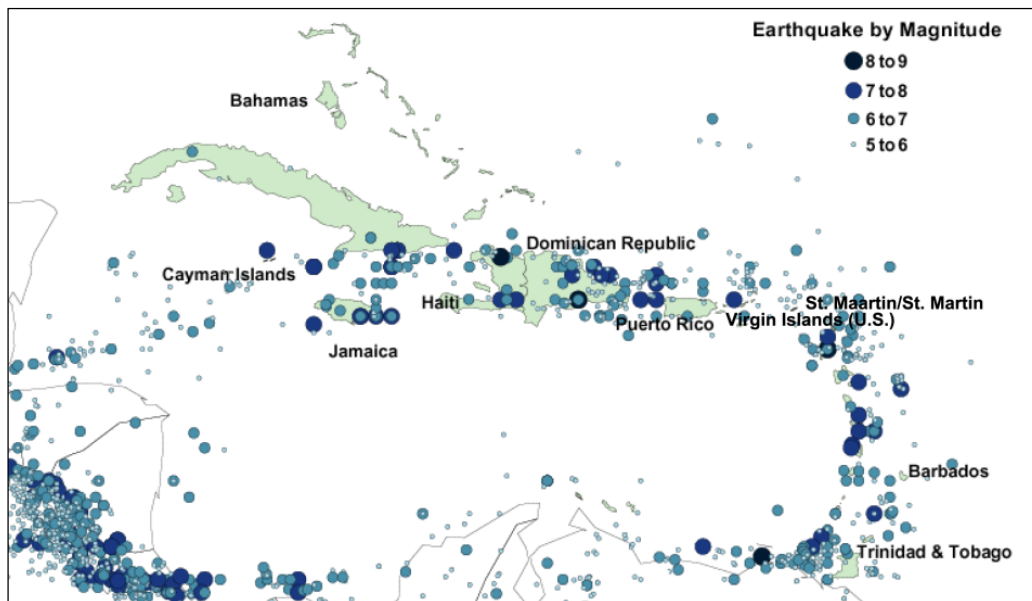 Earthquake by Magnitude
8 to 9
7 to 8
6 to 7
5 to 6
Bahamas
Dominican Republic
Cayman Islands
Haiti
St. Maartin/St. Martin
Virgin Islands (U.S.)
Puerto Rico
Jamaica
Barbados
Trinidad & Tobago